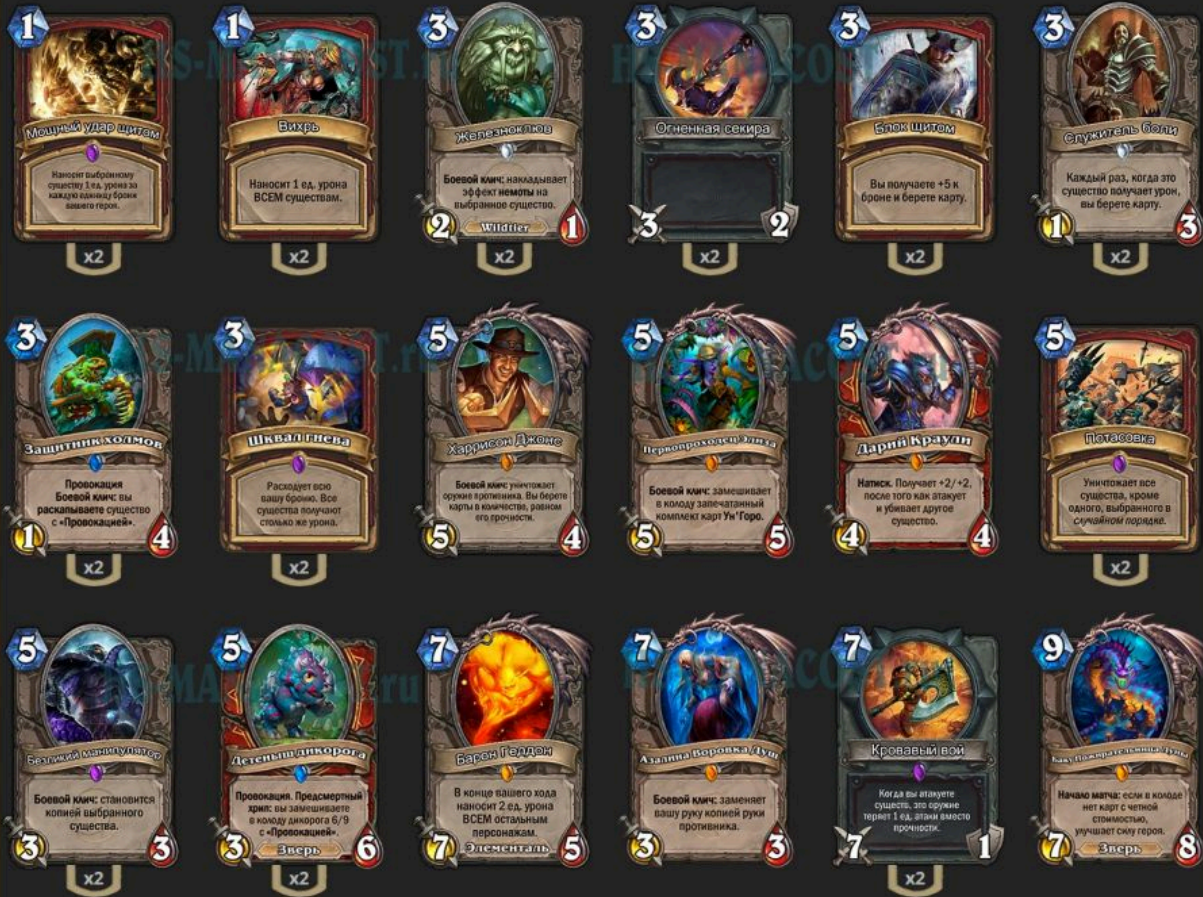 1
Мощный удар щитом
Наносит выбранному
существу 1 ед. урона за
каждую единицу брони
вашего героя.
x2
1
Вихрь
Наносит 1 ед. урона
ВСЕМ существам.
x2
3
Железноклюв
Боевой клич: накладывает
эффект немоты на
выбранное существо.
2
Wildtier
1
x2
3
Огненная секира
3
2
x2
3
Блок щитом
Вы получаете +5 к
броне и берете карту.
x2
3
Служитель боли
Каждый раз, когда это
существо получает урон,
вы берете карту.
1
3
x2
3
Защитник холмов
Провокация
Боевой клич: вы
раскапываете существо
с «Провокацией».
1
4
x2
3
Шквал гнева
Расходует всю
вашу броню. Все
существа получают
столько же урона.
x2
5
Харрисон Джонс
Боевой клич: уничтожает
оружие противника. Вы берете
карты в количестве, равном
его прочности.
5
4
5
Первопроходец Элиза
Боевой клич: замешивает
в колоду запечатанный
комплект карт Ун'Горо.
5
5
5
Дарий Краули
Натиск. Получает +2/+2,
после того как атакует
и убивает другое
существо.
4
4
5
Потасовка
Уничтожает все
существа, кроме
одного, выбранного в
случайном порядке.
x2
5
Безликий манипулятор
Боевой клич: становится
копией выбранного
существа.
3
3
x2
5
Детеныш дикорога
Провокация. Предсмертный
хрип: вы замешиваете
в колоду дикорога 6/9
с «Провокацией».
3
Зверь
6
x2
7
Барон Геддон
В конце вашего хода
наносит 2 ед. урона
ВСЕМ остальным
персонажам.
7
Элементаль
5
7
Азалина Воровка Душ
Боевой клич: заменяет
вашу руку копией руки
противника.
3
3
7
Кровавый вой
Когда вы атакуете
существо, это оружие
теряет 1 ед. атаки вместо
прочности.
7
1
x2
9
Баку Пожирательница Луны
Начало матча: если в колоде
нет карт с четной
стоимостью,
улучшает силу героя.
7
Зверь
8